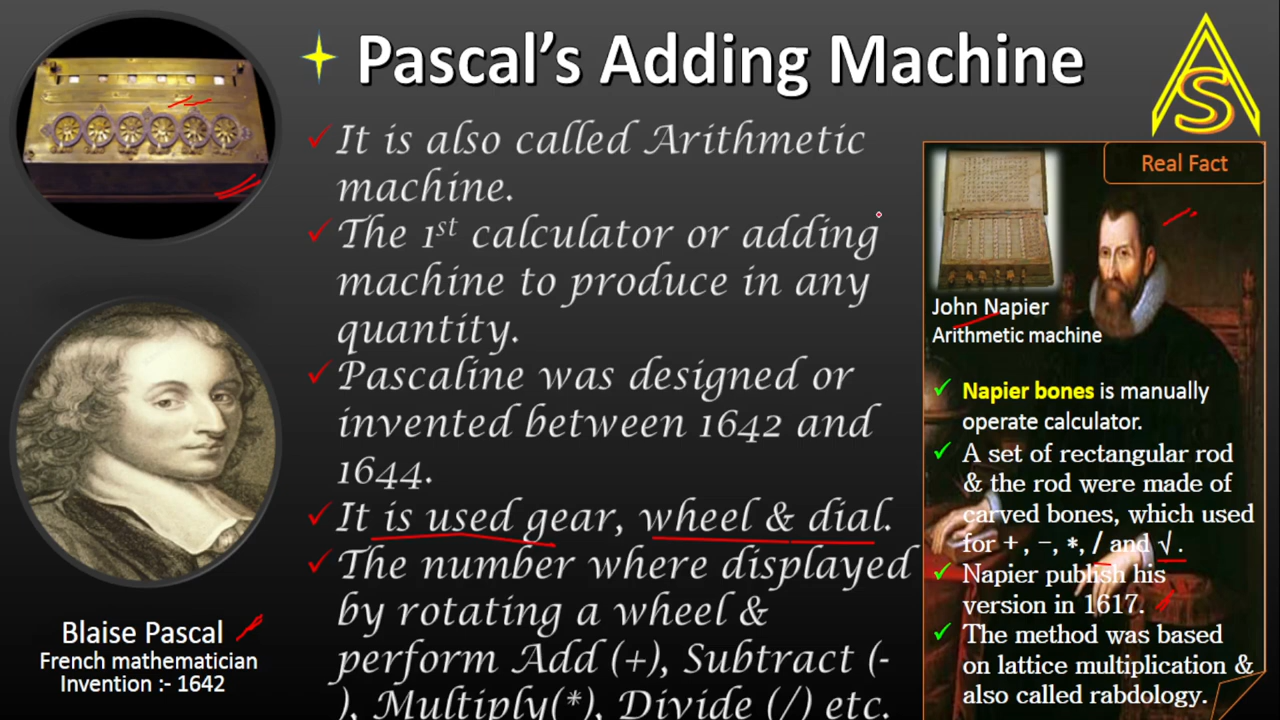 Pascal's Adding Machine
It is also called Arithmetic
machine.
The 1st calculator or adding
machine to produce in any
quantity.
Pascaline was designed or
invented between 1642 and
1644.
It is used gear, wheel & dial.
The number where displayed
by rotating a wheel &
perform Add (+), Subtract (-
), Multiply(*), Divide (/) etc.
Blaise Pascal
French mathematician
Invention :- 1642
AS
Real Fact
John Napier
Arithmetic machine
Napier bones is manually
operate calculator.
A set of rectangular rod
& the rod were made of
carved bones, which used
for + , −, *, / and √ .
Napier publish his
version in 1617.
The method was based
on lattice multiplication &
also called rabdology.